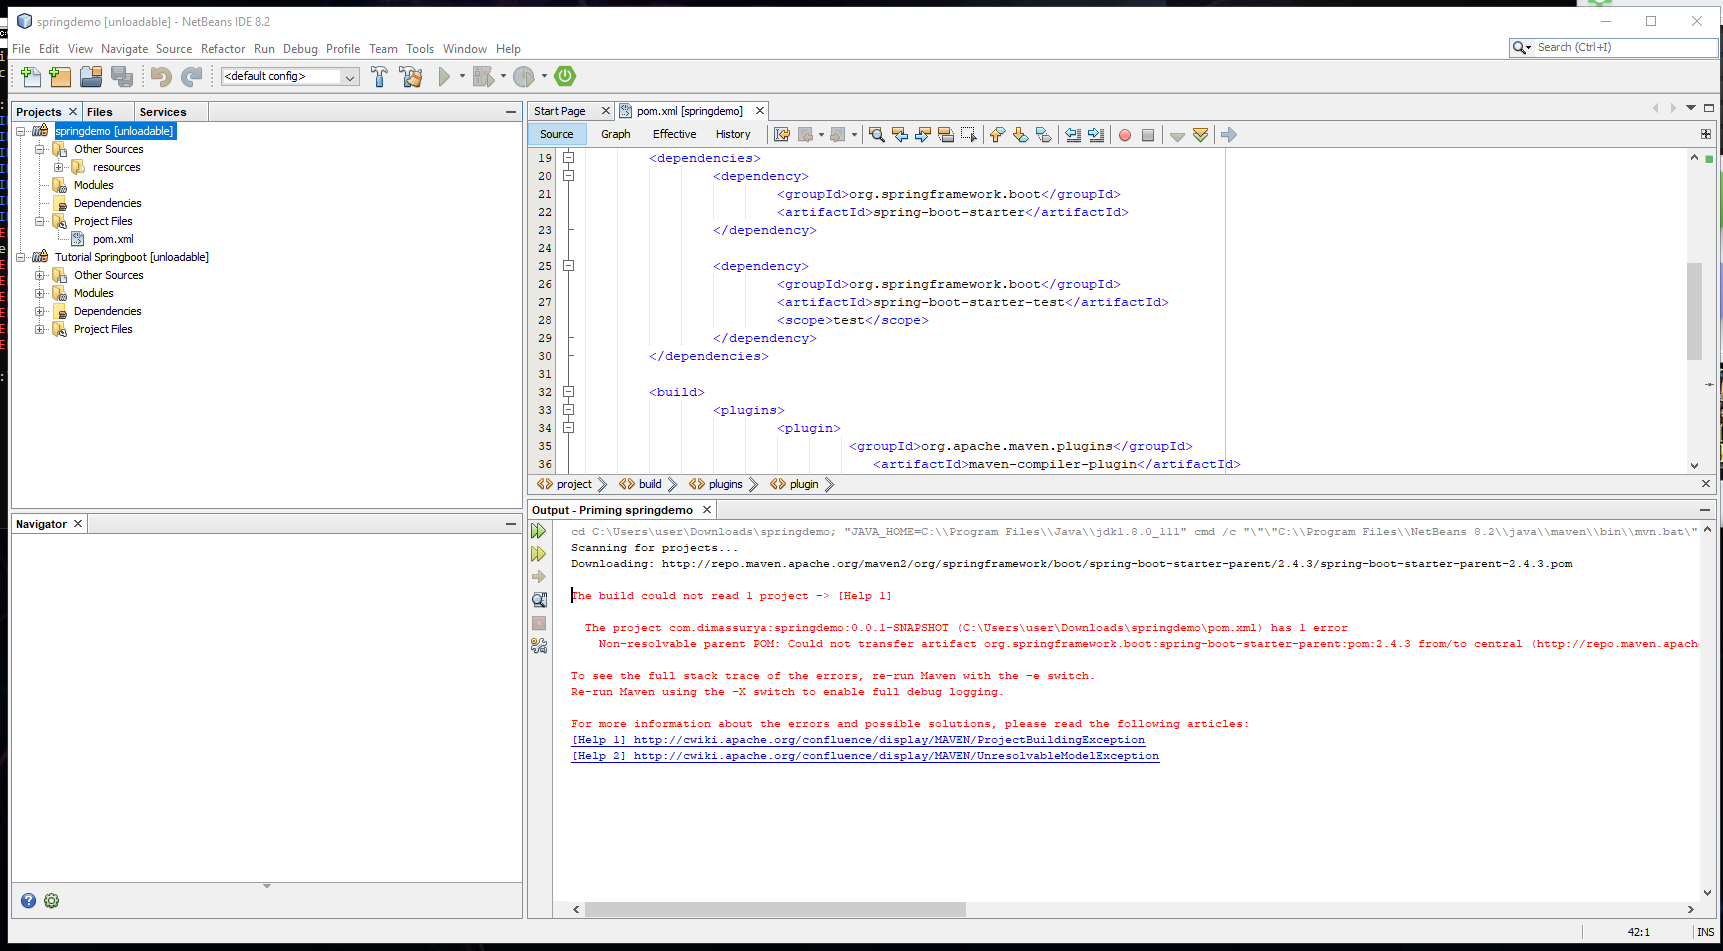 springdemo [unloadable] - NetBeans IDE 8.2
File Edit View Navigate Source Refactor Run Debug Profile Team Tools Window Help
Search (Ctrl+I)
<default config>
Projects Files Services
springdemo [unloadable]
Other Sources
resources
Modules
Dependencies
Project Files
pom.xml
Tutorial Springboot [unloadable]
Other Sources
Modules
Dependencies
Project Files
Navigator
Start Page pom.xml [springdemo]
Source Graph Effective History
19 <dependencies>
20 <dependency>
21 <groupId>org.springframework.boot</groupId>
22 <artifactId>spring-boot-starter</artifactId>
23 </dependency>
24
25 <dependency>
26 <groupId>org.springframework.boot</groupId>
27 <artifactId>spring-boot-starter-test</artifactId>
28 <scope>test</scope>
29 </dependency>
30 </dependencies>
31
32 <build>
33 <plugins>
34 <plugin>
35 <groupId>org.apache.maven.plugins</groupId>
36 <artifactId>maven-compiler-plugin</artifactId>
project build plugins plugin
Output - Priming springdemo
cd C:\Users\user\Downloads\springdemo; "JAVA_HOME=C:\\Program Files\\Java\\jdk1.8.0_111" cmd /c "\"\"C:\\Program Files\\NetBeans 8.2\\java\\maven\\bin\\mvn.bat\"
Scanning for projects...
Downloading: http://repo.maven.apache.org/maven2/org/springframework/boot/spring-boot-starter-parent/2.4.3/spring-boot-starter-parent-2.4.3.pom
The build could not read 1 project -> [Help 1]
The project com.dimassurya:springdemo:0.0.1-SNAPSHOT (C:\Users\user\Downloads\springdemo\pom.xml) has 1 error
Non-resolvable parent POM: Could not transfer artifact org.springframework.boot:spring-boot-starter-parent:pom:2.4.3 from/to central (http://repo.maven.apach
To see the full stack trace of the errors, re-run Maven with the -e switch.
Re-run Maven using the -X switch to enable full debug logging.
For more information about the errors and possible solutions, please read the following articles:
[Help 1] http://cwiki.apache.org/confluence/display/MAVEN/ProjectBuildingException
[Help 2] http://cwiki.apache.org/confluence/display/MAVEN/UnresolvableModelException
42:1 INS